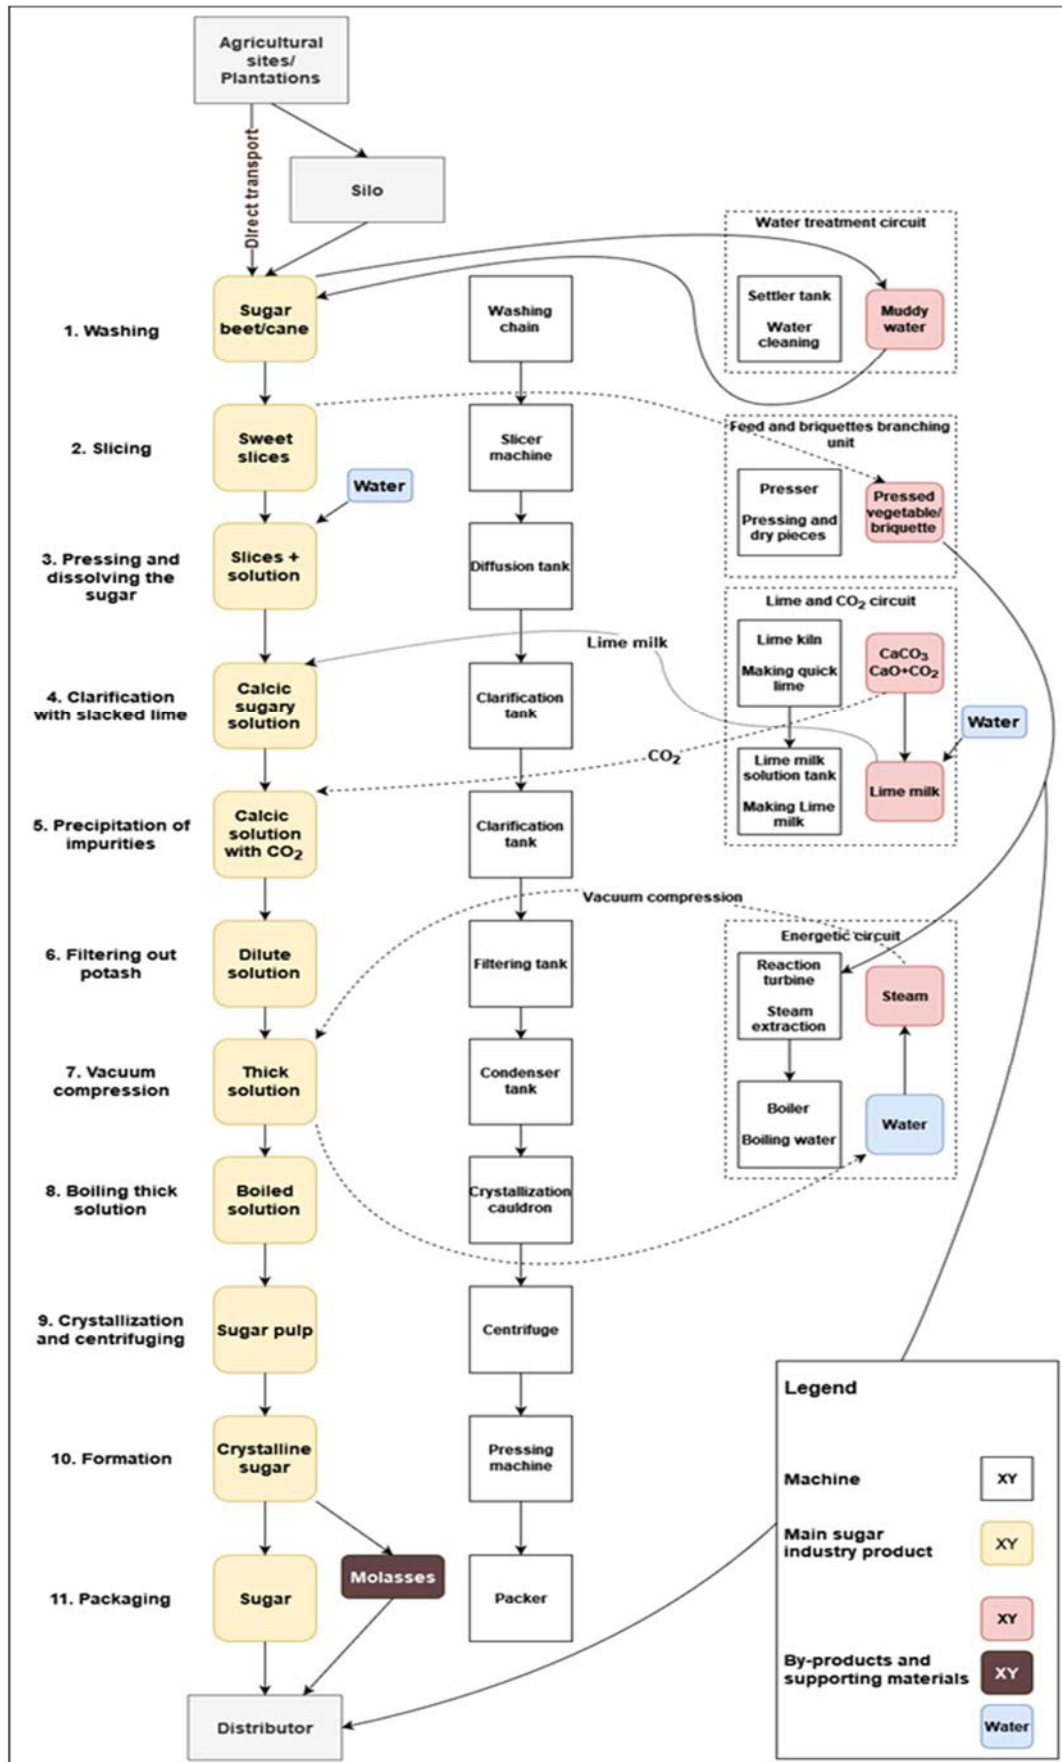 Agricultural
sites/
Plantations
Direct transport
Silo
Water treatment circuit
1. Washing
Sugar
beet/cane
Washing
chain
Settler tank
Water
cleaning
Muddy
water
2. Slicing
Sweet
slices
Slicer
machine
Feed and briquettes branching
unit
Presser
Pressing and
dry pieces
Pressed
vegetable/
briquette
Water
3. Pressing and
dissolving the
sugar
Slices +
solution
Diffusion tank
Lime and CO₂ circuit
Lime kiln
Making quick
lime
CaCO₃
CaO+CO₂
Lime milk
4. Clarification
with slacked lime
Calcic
sugary
solution
Clarification
tank
Water
CO₂
Lime milk
solution tank
Making Lime
milk
Lime milk
5. Precipitation of
impurities
Calcic
solution
with CO₂
Clarification
tank
Vacuum compression
6. Filtering out
potash
Dilute
solution
Filtering tank
Energetic circuit
Reaction
turbine
Steam
extraction
Steam
7. Vacuum
compression
Thick
solution
Condenser
tank
Boiler
Boiling water
Water
8. Boiling thick
solution
Boiled
solution
Crystallization
cauldron
9. Crystallization
and centrifuging
Sugar pulp
Centrifuge
10. Formation
Crystalline
sugar
Pressing
machine
11. Packaging
Sugar
Molasses
Packer
Distributor
Legend
Machine
XY
Main sugar
industry product
XY
XY
By-products and
supporting materials
XY
Water